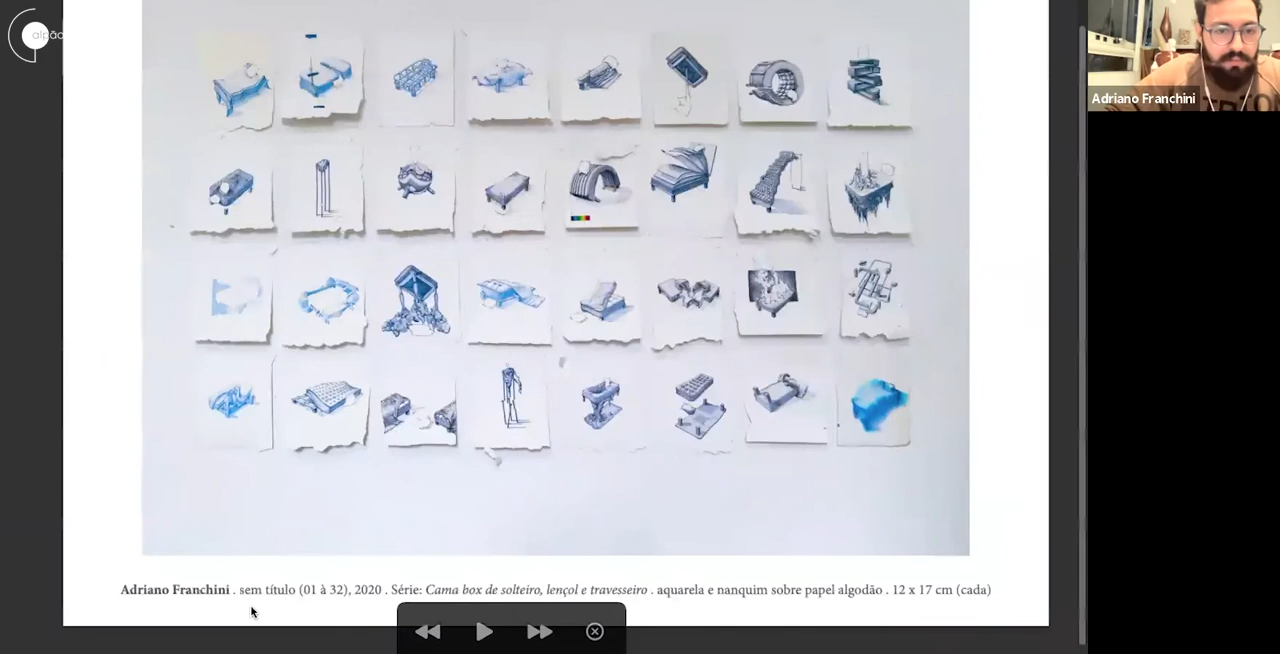 alpão
Adriano Franchini
Adriano Franchini . sem título (01 à 32), 2020 . Série: Cama box de solteiro, lençol e travesseiro . aquarela e nanquim sobre papel algodão . 12 x 17 cm (cada)